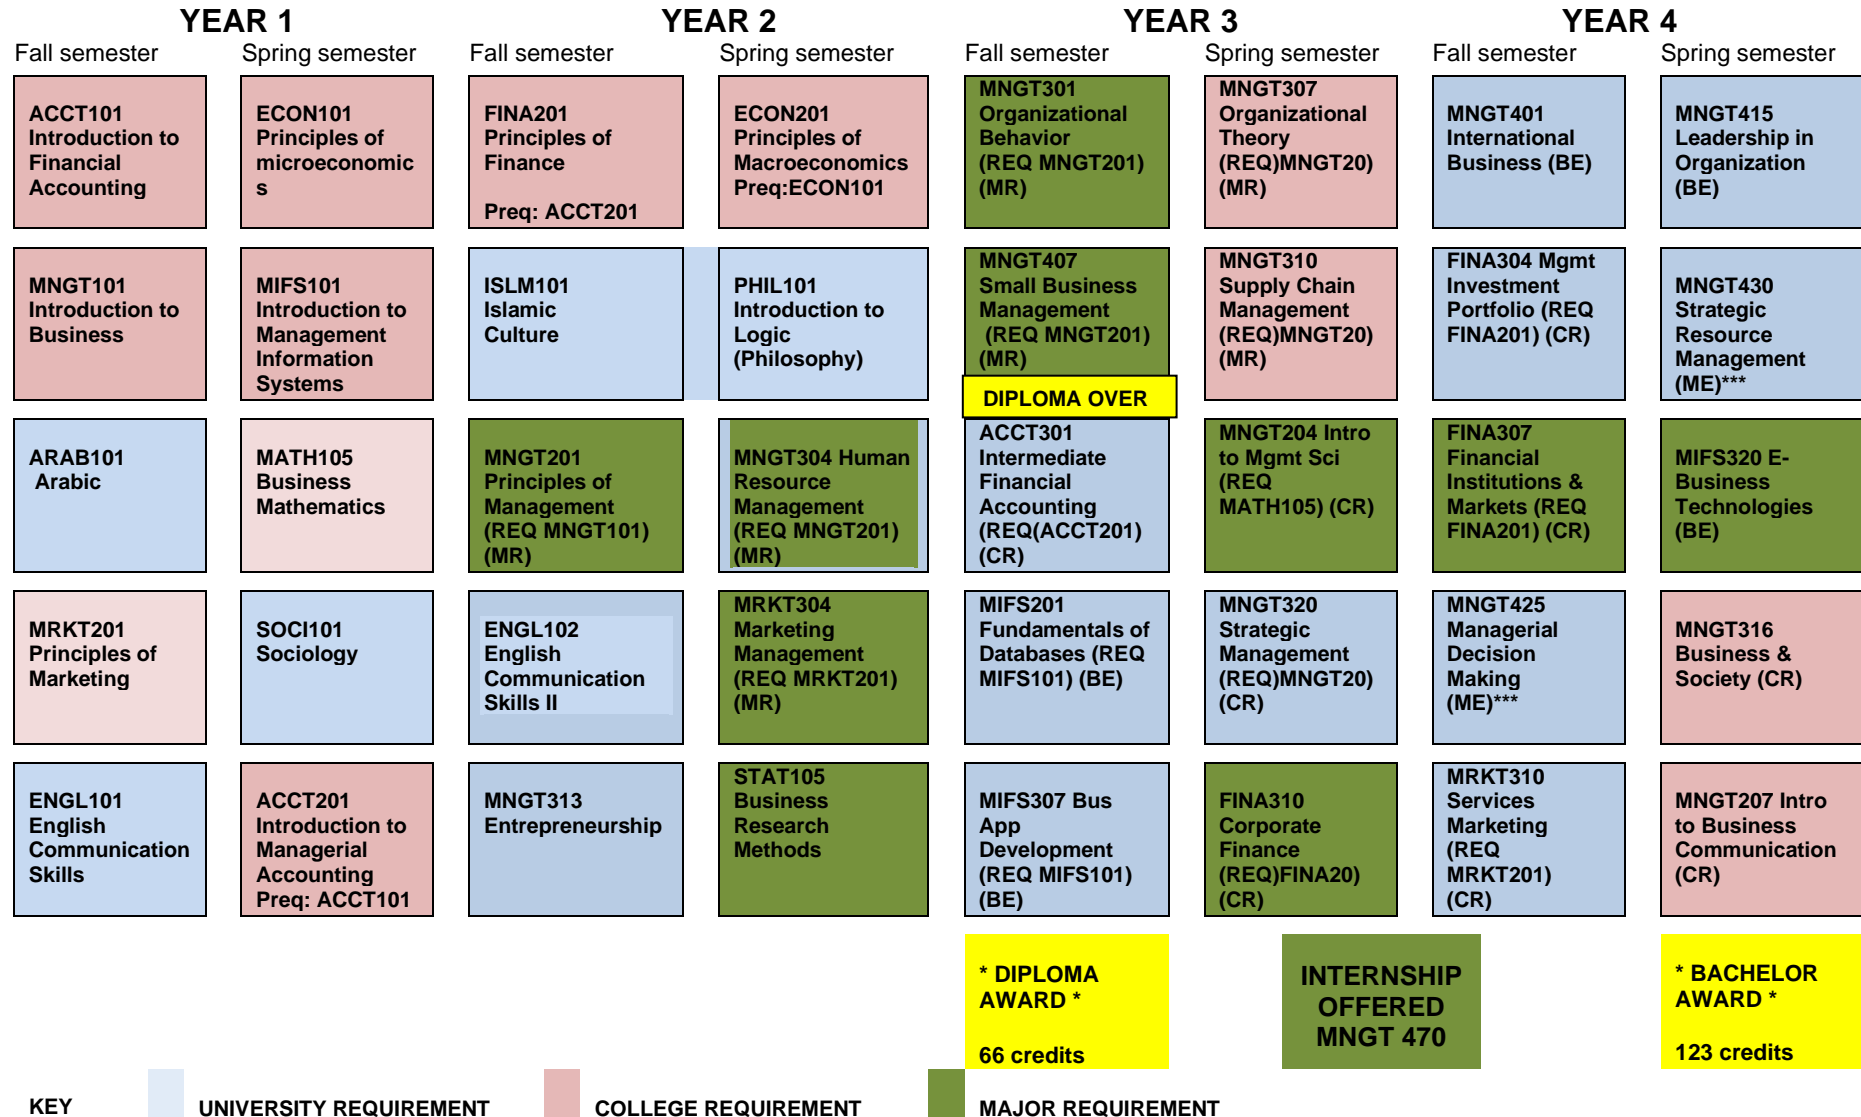 YEAR 1
YEAR 2
YEAR 3
YEAR 4
Fall semester
Spring semester
Fall semester
Spring semester
Fall semester
Spring semester
Fall semester
Spring semester
ACCT101
Introduction to
Financial
Accounting
ECON101
Principles of
microeconomic
s
FINA201
Principles of
Finance
Preq: ACCT201
ECON201
Principles of
Macroeconomics
Preq:ECON101
MNGT301
Organizational
Behavior
(REQ MNGT201)
(MR)
MNGT307
Organizational
Theory
(REQ)MNGT20)
(MR)
MNGT401
International
Business (BE)
MNGT415
Leadership in
Organization
(BE)
MNGT101
Introduction to
Business
MIFS101
Introduction to
Management
Information
Systems
ISLM101
Islamic
Culture
PHIL101
Introduction to
Logic
(Philosophy)
MNGT407
Small Business
Management
(REQ MNGT201)
(MR)
DIPLOMA OVER
MNGT310
Supply Chain
Management
(REQ)MNGT20)
(MR)
FINA304 Mgmt
Investment
Portfolio (REQ
FINA201) (CR)
MNGT430
Strategic
Resource
Management
(ME)***
ARAB101
Arabic
MATH105
Business
Mathematics
MNGT201
Principles of
Management
(REQ MNGT101)
(MR)
MNGT304 Human
Resource
Management
(REQ MNGT201)
(MR)
ACCT301
Intermediate
Financial
Accounting
(REQ(ACCT201)
(CR)
MNGT204 Intro
to Mgmt Sci
(REQ
MATH105) (CR)
FINA307
Financial
Institutions &
Markets (REQ
FINA201) (CR)
MIFS320 E-
Business
Technologies
(BE)
MRKT201
Principles of
Marketing
SOCI101
Sociology
ENGL102
English
Communication
Skills II
MRKT304
Marketing
Management
(REQ MRKT201)
(MR)
MIFS201
Fundamentals of
Databases (REQ
MIFS101) (BE)
MNGT320
Strategic
Management
(REQ)MNGT20)
(CR)
MNGT425
Managerial
Decision
Making
(ME)***
MNGT316
Business &
Society (CR)
ENGL101
English
Communication
Skills
ACCT201
Introduction to
Managerial
Accounting
Preq: ACCT101
MNGT313
Entrepreneurship
STAT105
Business
Research
Methods
MIFS307 Bus
App
Development
(REQ MIFS101)
(BE)
FINA310
Corporate
Finance
(REQ)FINA20)
(CR)
MRKT310
Services
Marketing
(REQ
MRKT201)
(CR)
MNGT207 Intro
to Business
Communication
(CR)
* DIPLOMA
AWARD *
66 credits
INTERNSHIP
OFFERED
MNGT 470
* BACHELOR
AWARD *
123 credits
KEY
UNIVERSITY REQUIREMENT
COLLEGE REQUIREMENT
MAJOR REQUIREMENT